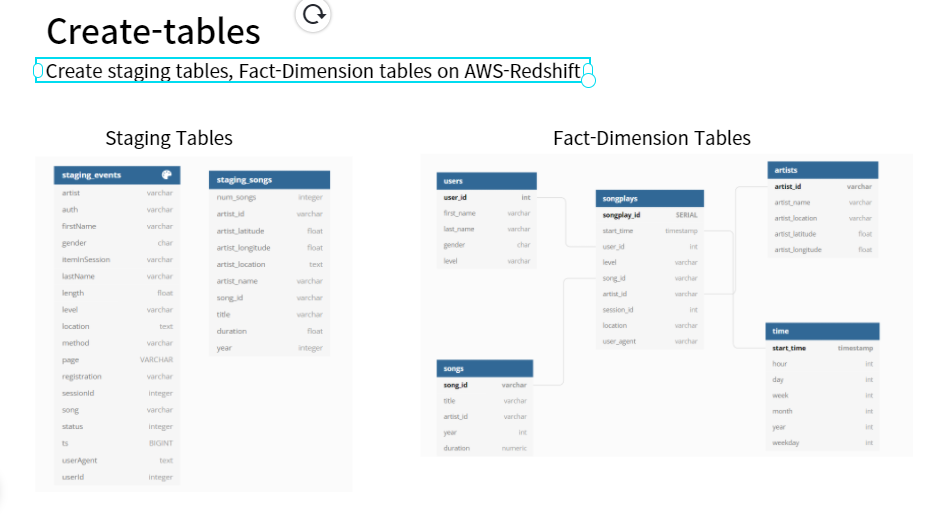 Create-tables
Create staging tables, Fact-Dimension tables on AWS-Redshift
Staging Tables
staging_events
artist varchar
auth varchar
firstName varchar
gender char
iteminSession varchar
lastName varchar
length float
level varchar
location text
method varchar
page VARCHAR
registration varchar
sessionId integer
song varchar
status integer
ts BIGINT
userAgent text
userId integer
staging_songs
num_songs integer
artist_id varchar
artist_latitude float
artist_longitude float
artist_location text
artist_name varchar
song_id varchar
title varchar
duration float
year integer
Fact-Dimension Tables
users
user_id int
first_name varchar
last_name varchar
gender char
level varchar
songs
song_id varchar
title varchar
artist_id varchar
year int
duration numeric
songplays
songplay_id SERIAL
start_time timestamp
user_id int
level varchar
song_id varchar
artist_id varchar
session_id int
location varchar
user_agent varchar
artists
artist_id varchar
artist_name varchar
artist_location varchar
artist_latitude float
artist_longitude float
time
start_time timestamp
hour int
day int
week int
month int
year int
weekday int